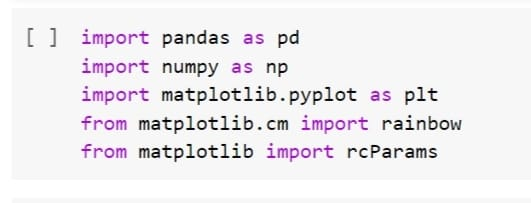 [ ] import pandas as pd
import numpy as np
import matplotlib.pyplot as plt
from matplotlib.cm import rainbow
from matplotlib import rcParams